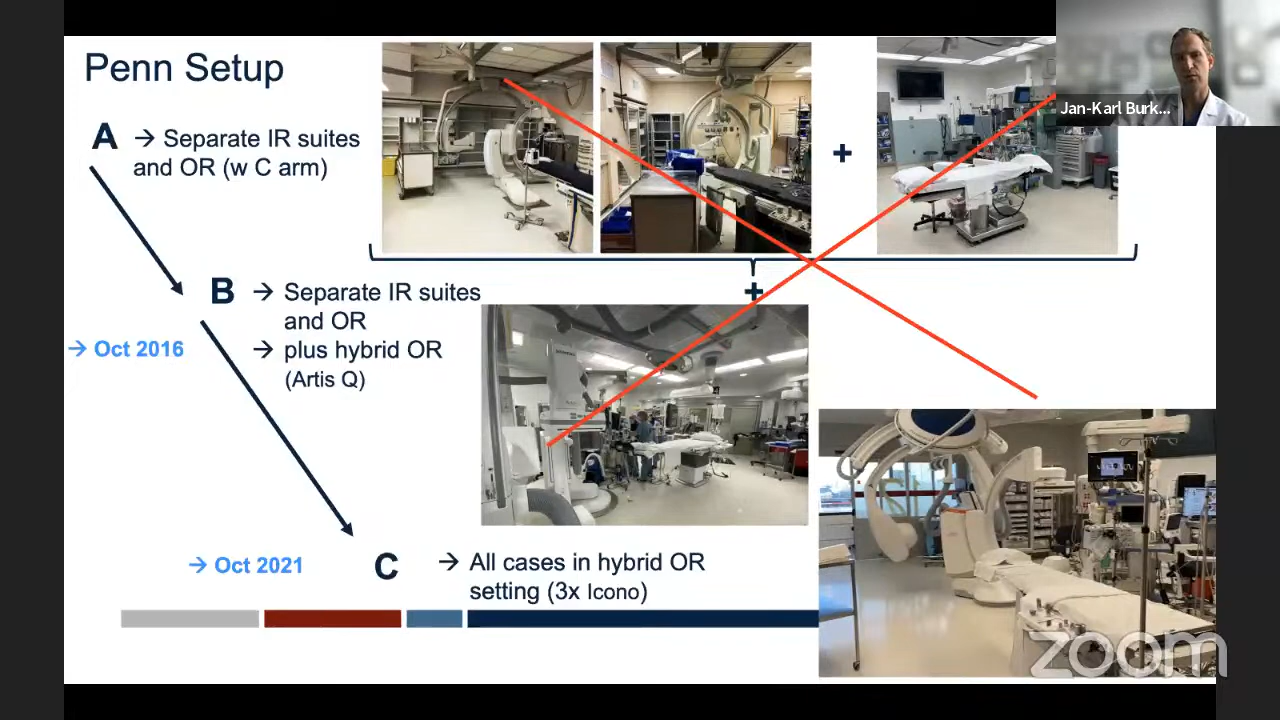 Penn Setup
A → Separate IR suites
and OR (w C arm)
+
Jan-Karl Burk...
B → Separate IR suites
and OR
→ plus hybrid OR
(Artis Q)
→ Oct 2016
+
→ Oct 2021
C → All cases in hybrid OR
setting (3x Icono)
zoom